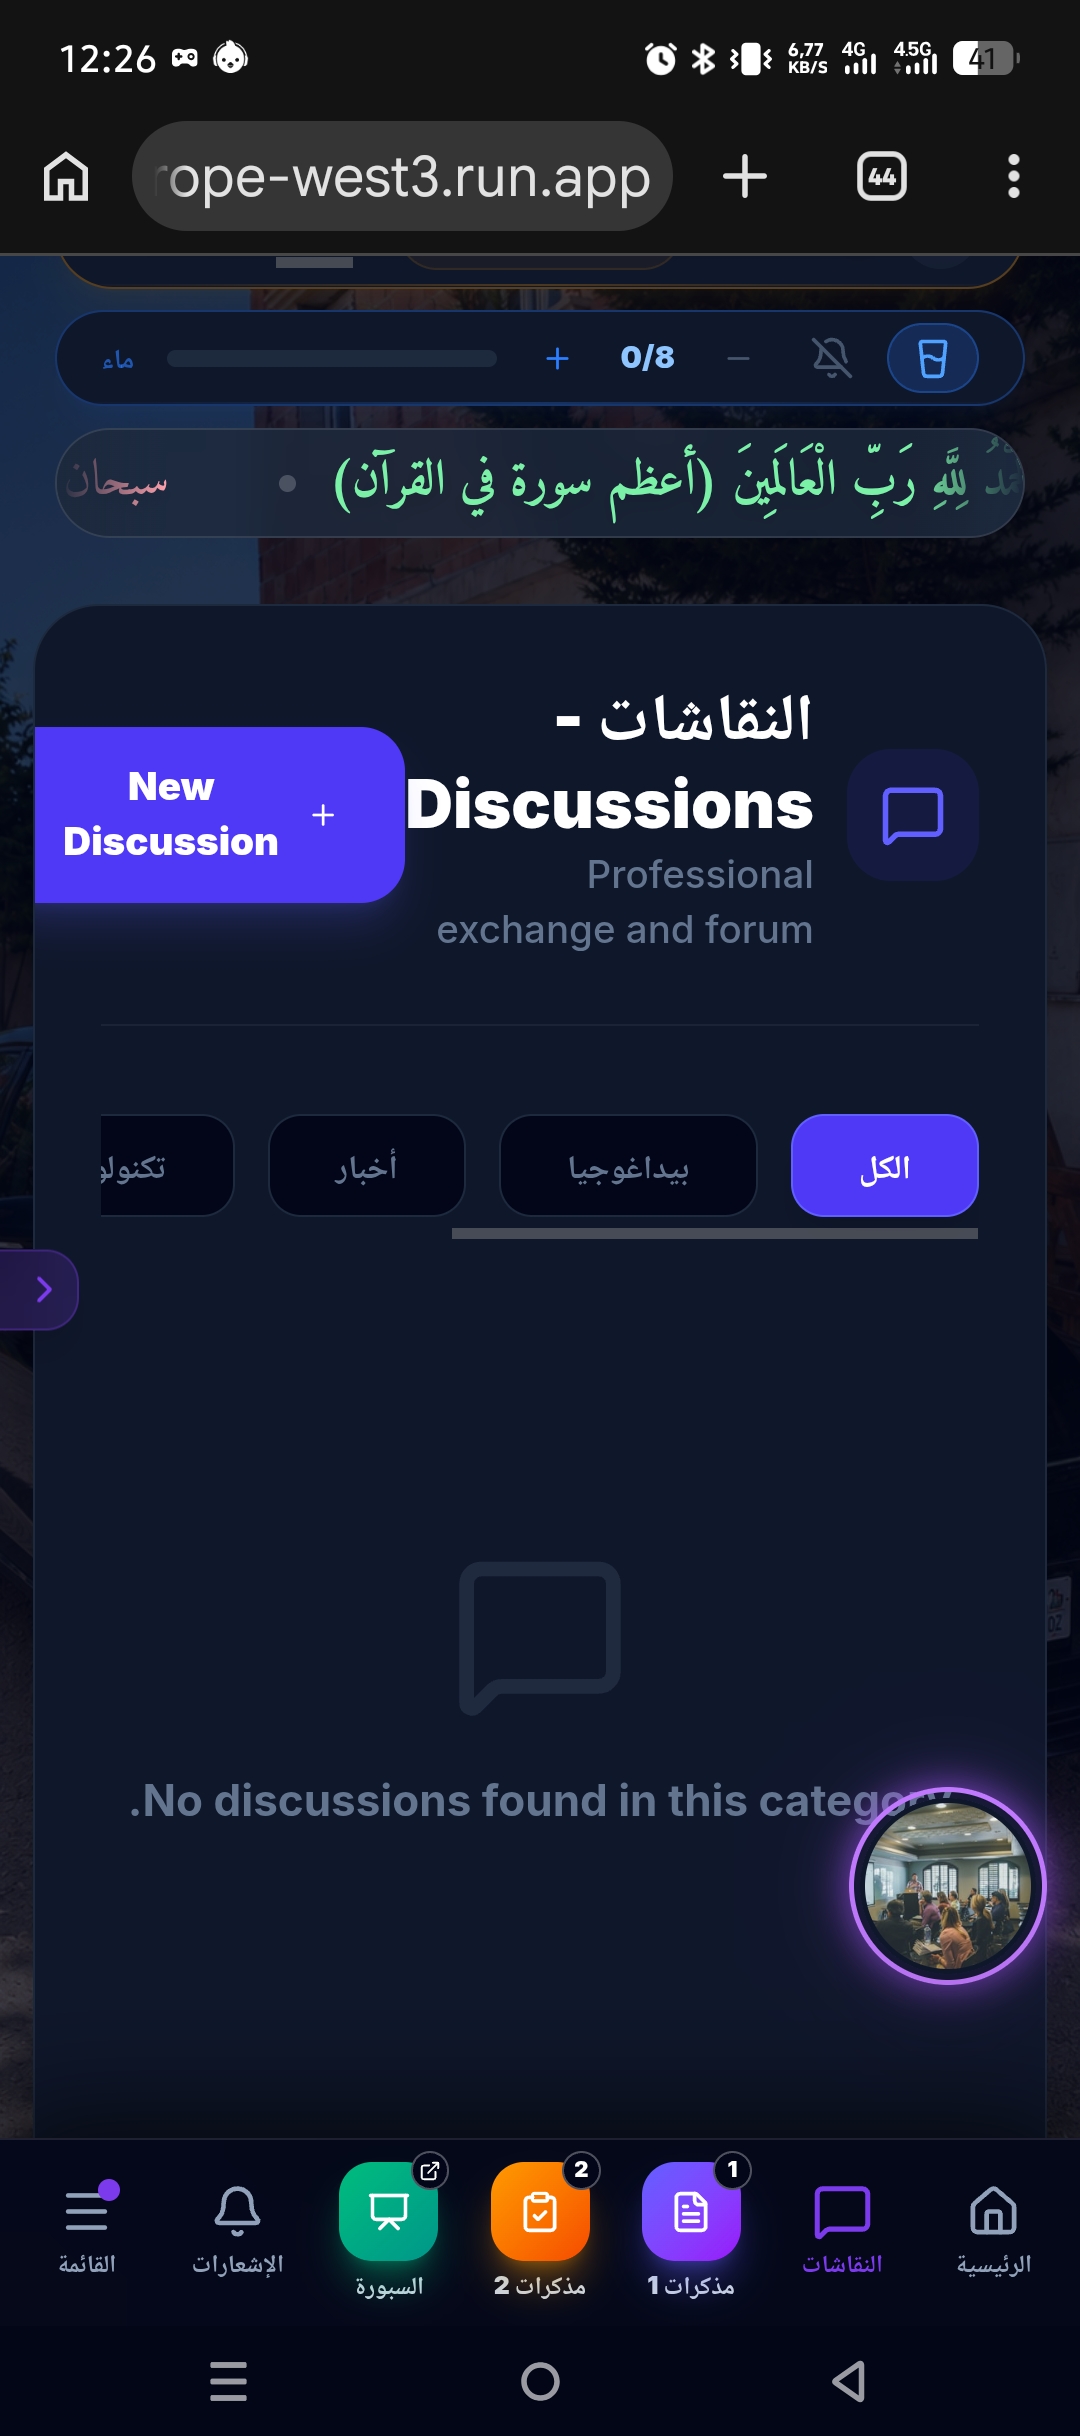 12:26
6,77 KB/S 4G 4.5G 41
ope-west3.run.app
44
ماء
0/8
لِلَّهِ رَبِّ الْعَالَمِينَ (أعظم سورة في القرآن) • سبحان
النقاشات -
Discussions
Professional
exchange and forum
New
Discussion
+
الكل
بيداغوجيا
أخبار
تكنولو
No discussions found in this category.
الرئيسية
النقاشات
1
مذكرات 1
2
مذكرات 2
السبورة
الإشعارات
القائمة